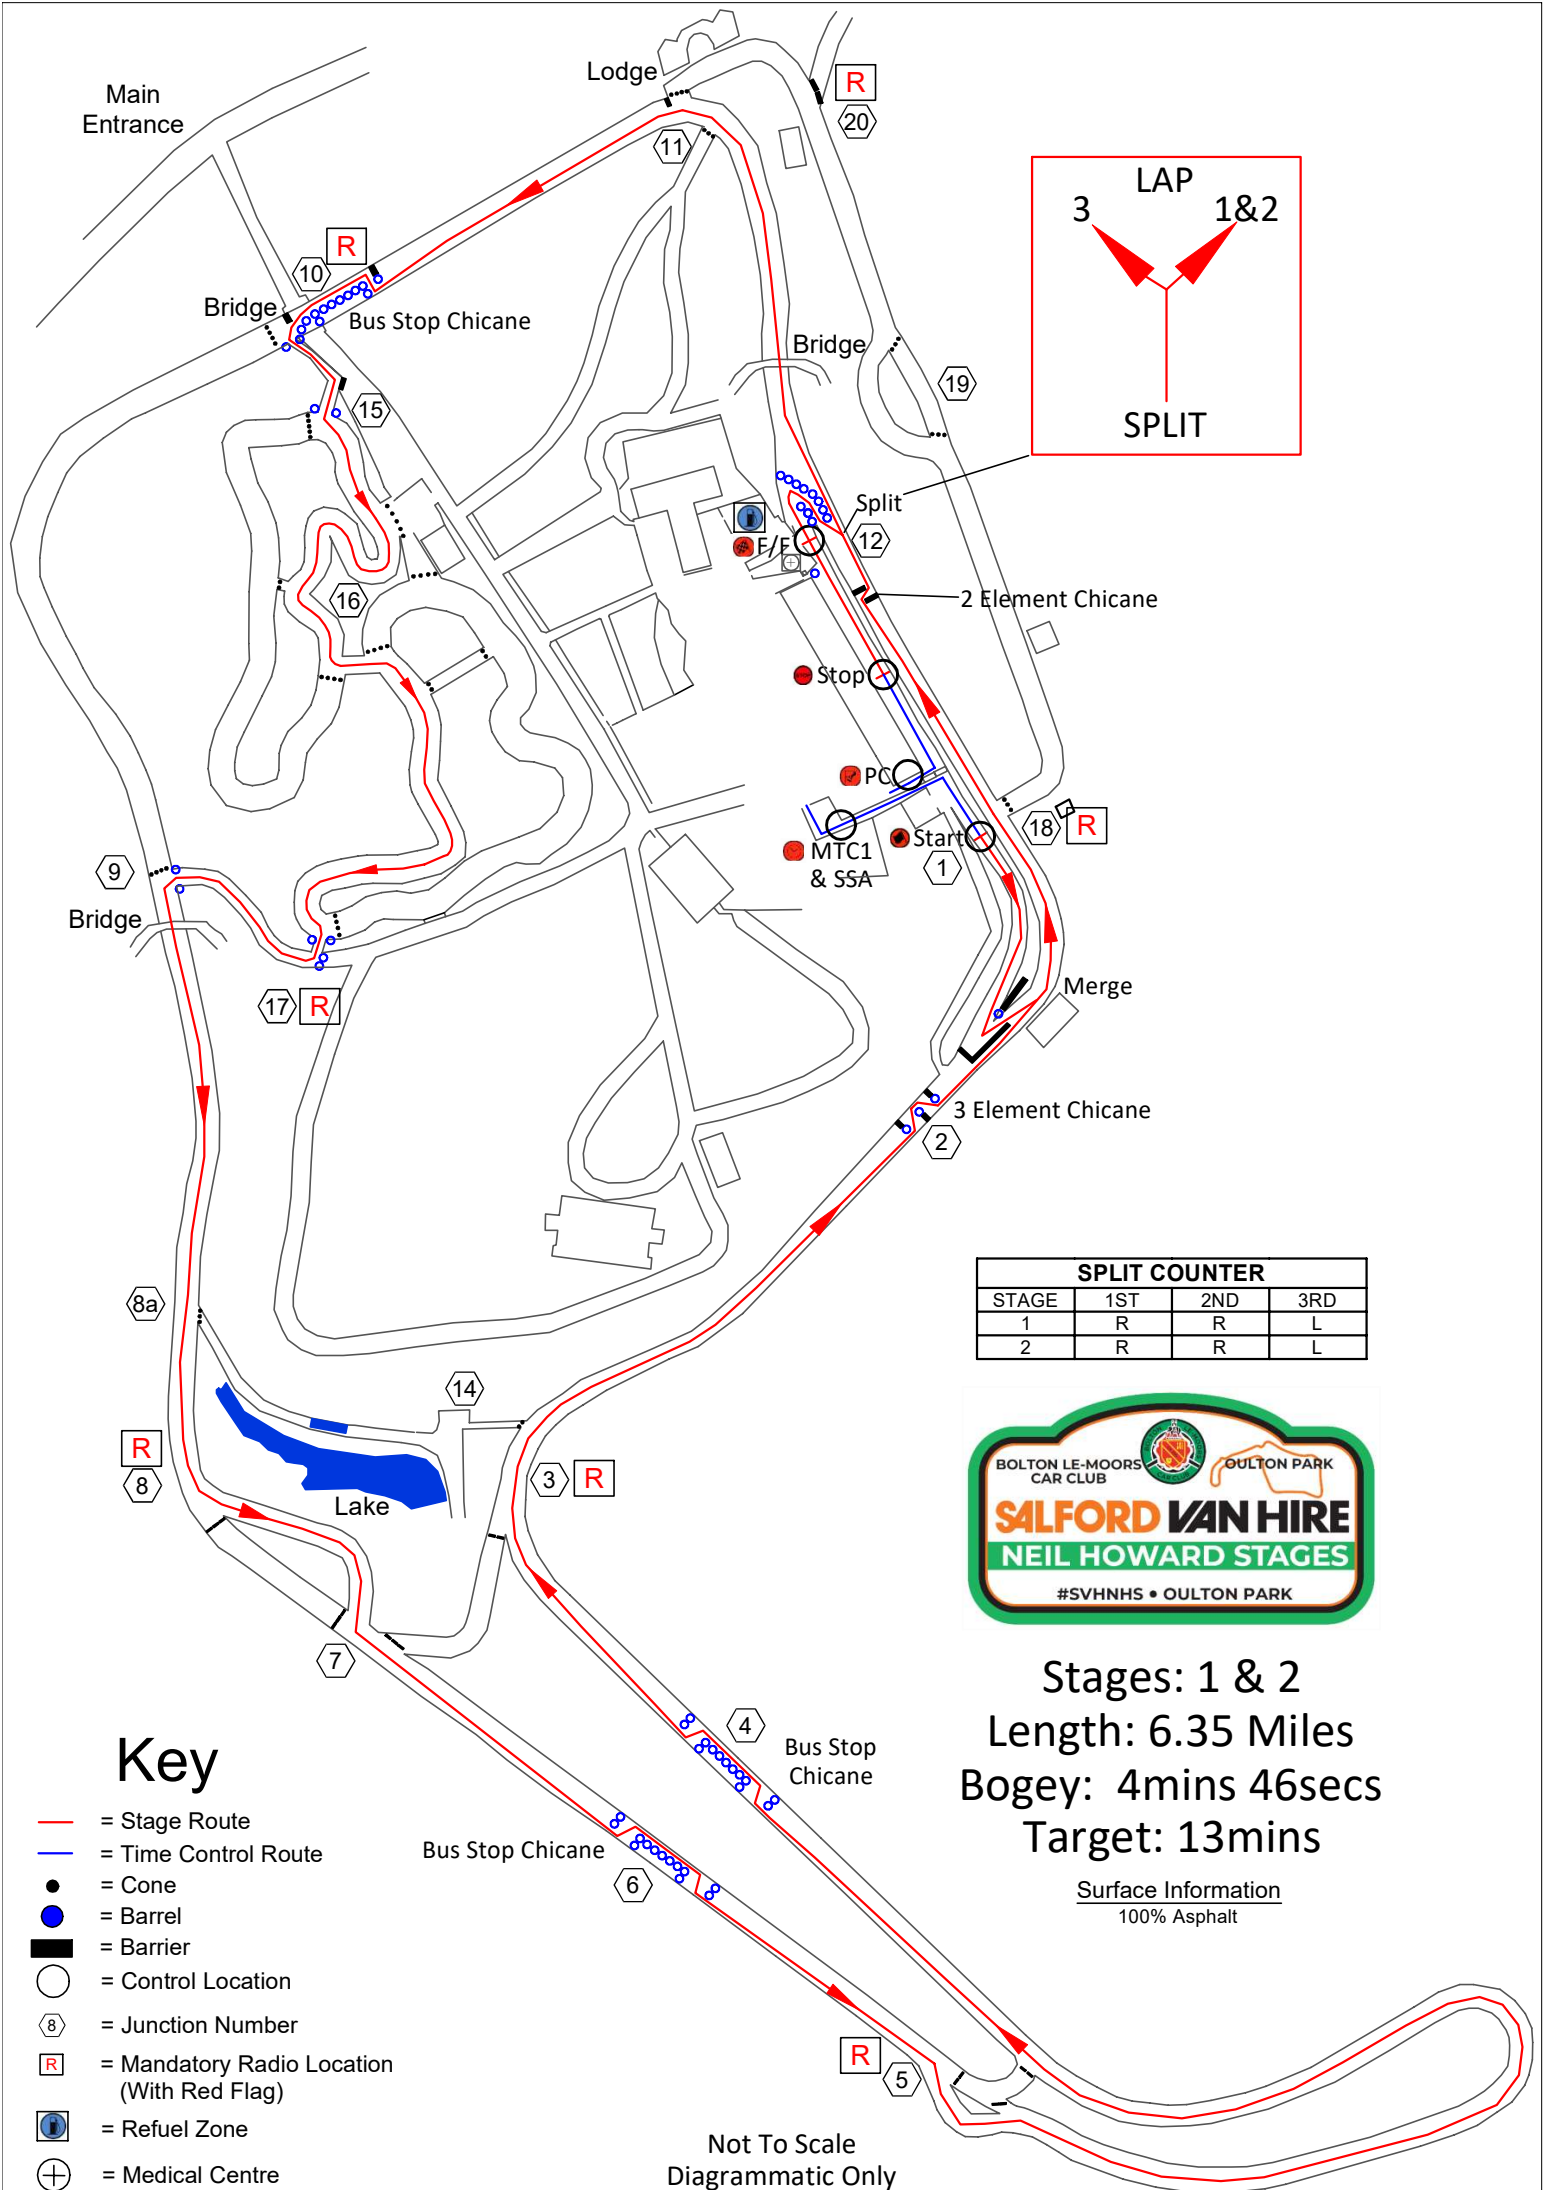 Lodge
R
20
Main
Entrance
11
LAP
3
1&2
SPLIT
R
10
Bridge
Bus Stop Chicane
Bridge
19
15
Split
12
F/F
2 Element Chicane
16
Stop
PC
18
R
Start
MTC1
& SSA
1
9
Bridge
17
R
Merge
3 Element Chicane
2
8a
SPLIT COUNTER
STAGE 1ST 2ND 3RD
1 R R L
2 R R L
14
R
8
Lake
3
R
BOLTON LE-MOORS
CAR CLUB
OULTON PARK
SALFORD VAN HIRE
NEIL HOWARD STAGES
#SVHNHS • OULTON PARK
7
Stages: 1 & 2
Length: 6.35 Miles
Bogey: 4mins 46secs
Target: 13mins
Surface Information
100% Asphalt
4
Bus Stop
Chicane
Bus Stop Chicane
6
R
5
Key
= Stage Route
= Time Control Route
= Cone
= Barrel
= Barrier
= Control Location
8
= Junction Number
R
= Mandatory Radio Location
(With Red Flag)
= Refuel Zone
= Medical Centre
Not To Scale
Diagrammatic Only